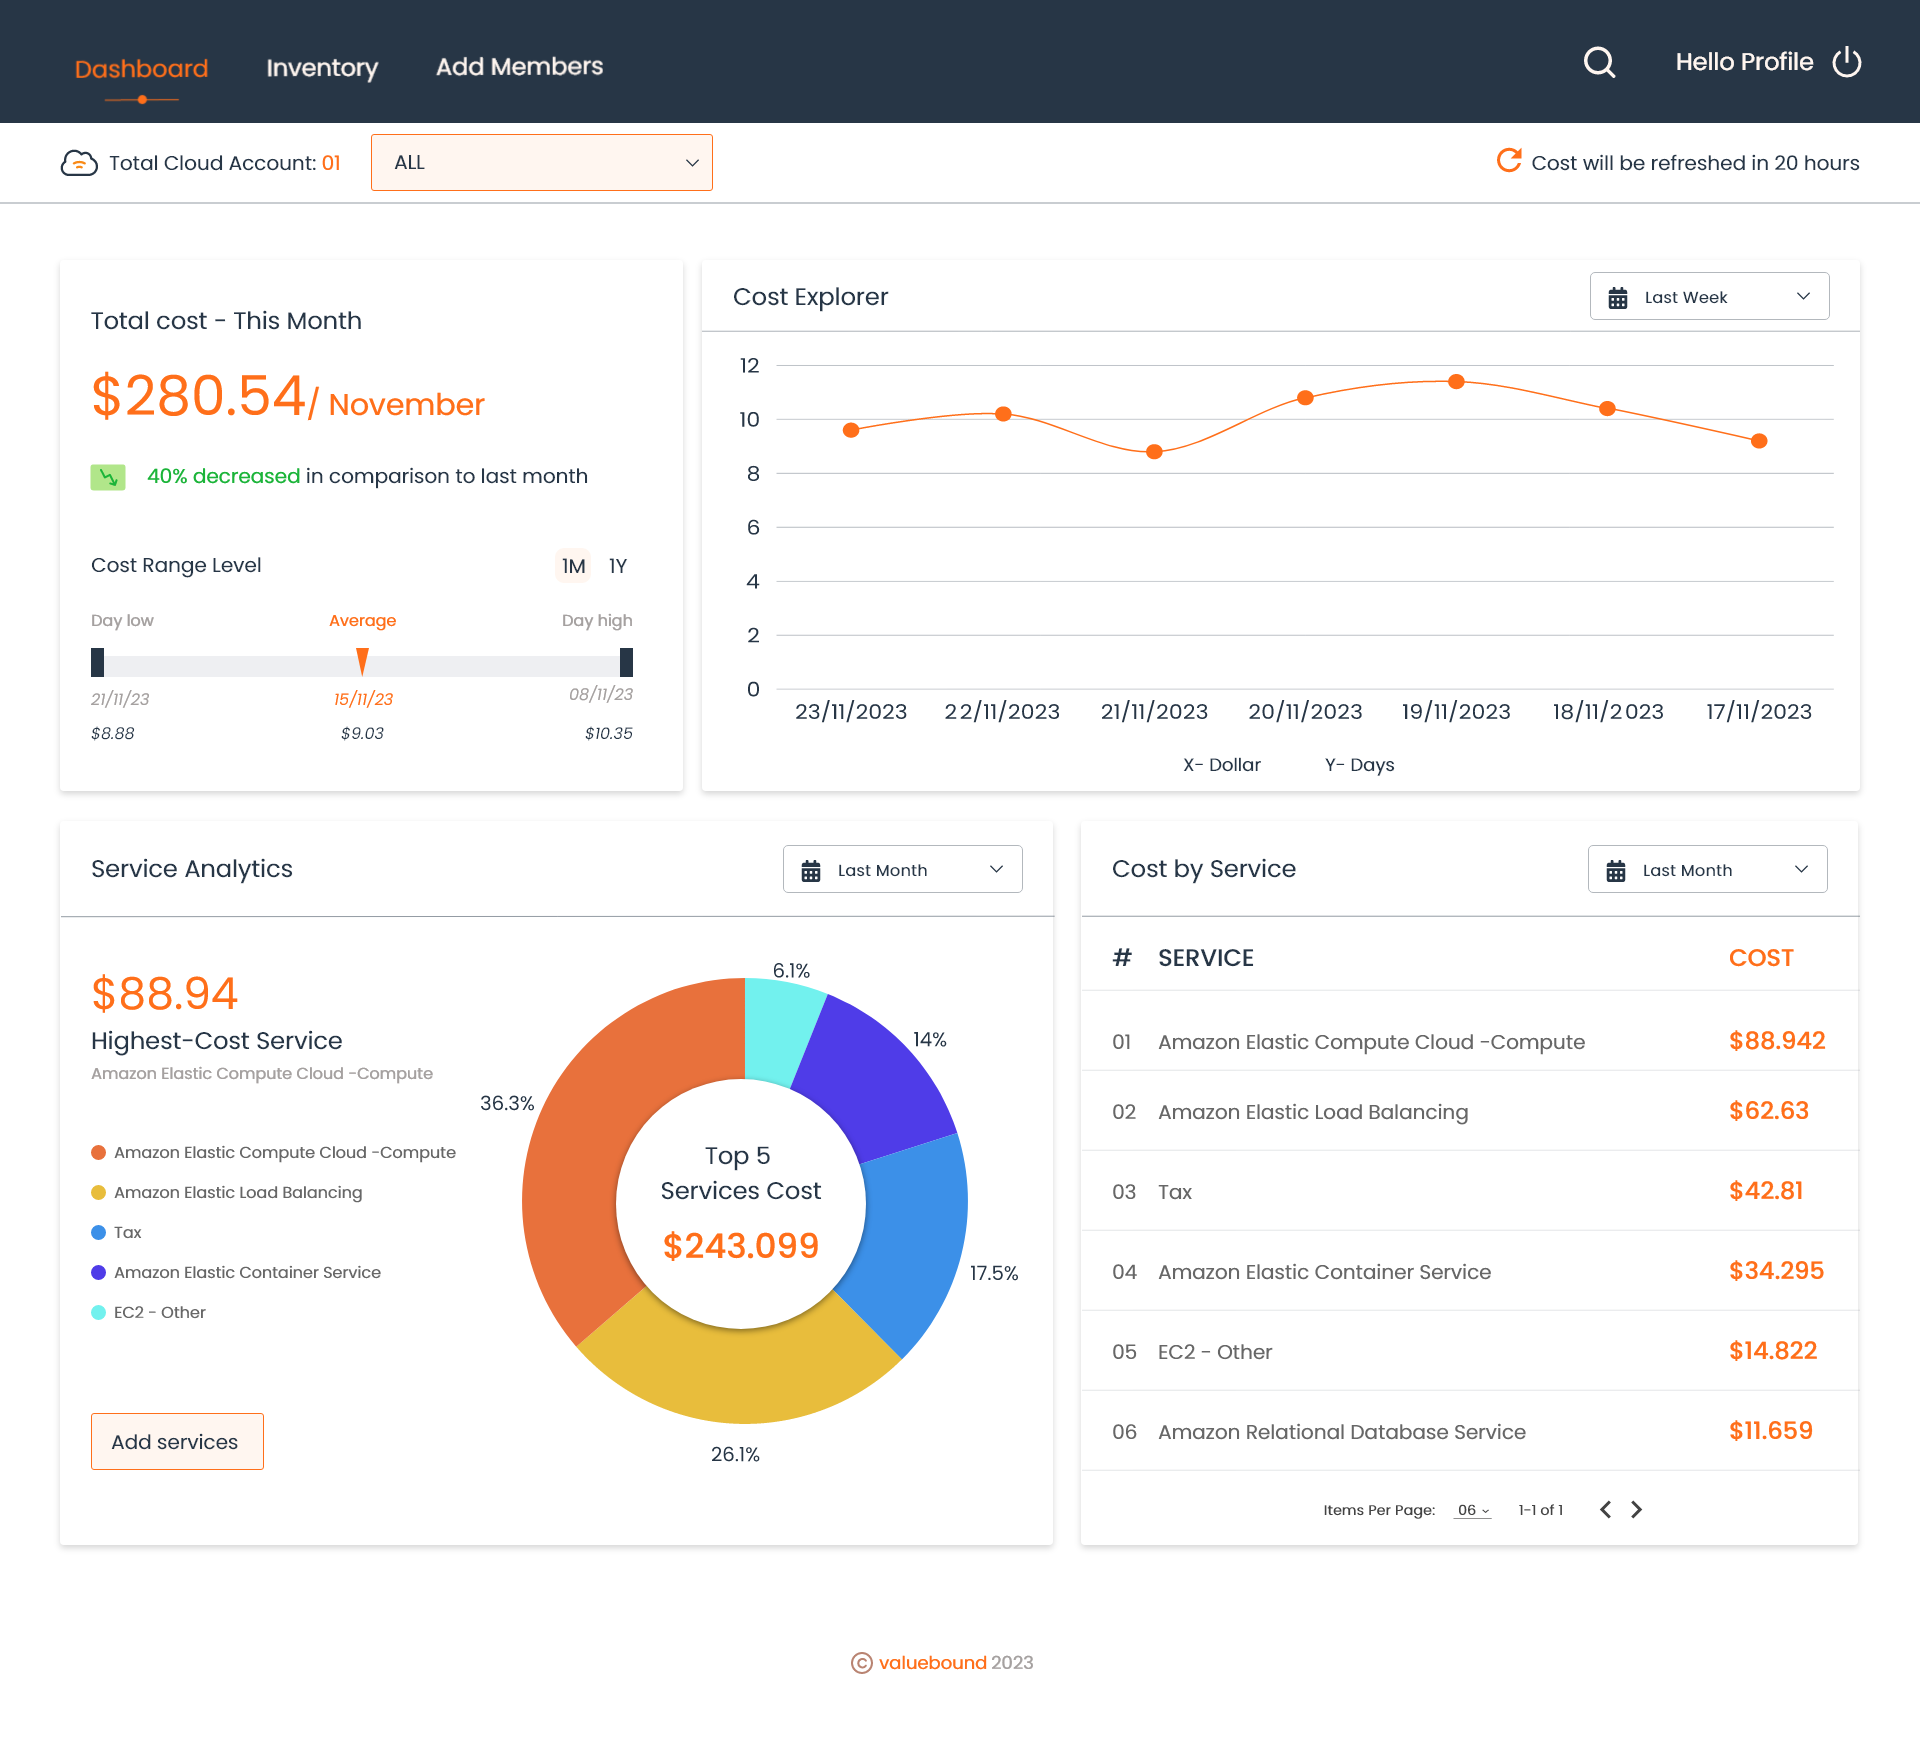 Dashboard
Inventory
Add Members
Hello Profile
Total Cloud Account: 01
ALL
Cost will be refreshed in 20 hours
Total cost - This Month
$280.54/ November
40% decreased in comparison to last month
Cost Range Level
1M
1Y
Day low
Average
Day high
21/11/23
15/11/23
08/11/23
$8.88
$9.03
$10.35
Cost Explorer
Last Week
12
10
8
6
4
2
0
23/11/2023
22/11/2023
21/11/2023
20/11/2023
19/11/2023
18/11/2023
17/11/2023
X- Dollar
Y- Days
Service Analytics
Last Month
$88.94
Highest-Cost Service
Amazon Elastic Compute Cloud -Compute
Amazon Elastic Compute Cloud -Compute
Amazon Elastic Load Balancing
Tax
Amazon Elastic Container Service
EC2 - Other
Add services
6.1%
14%
36.3%
17.5%
26.1%
Top 5
Services Cost
$243.099
Cost by Service
Last Month
# SERVICE COST
01 Amazon Elastic Compute Cloud -Compute $88.942
02 Amazon Elastic Load Balancing $62.63
03 Tax $42.81
04 Amazon Elastic Container Service $34.295
05 EC2 - Other $14.822
06 Amazon Relational Database Service $11.659
Items Per Page: 06 1-1 of 1
© valuebound 2023